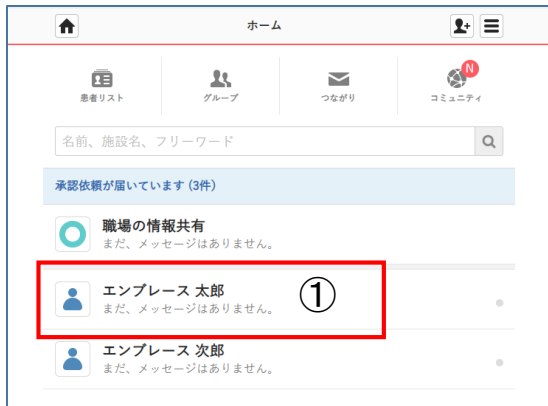 ホーム
患者リスト
グループ
つながり
N
コミュニティ
名前、施設名、フリーワード
承認依頼が届いています (3件)
職場の情報共有
まだ、メッセージはありません。
エンブレース 太郎
①
まだ、メッセージはありません。
エンブレース 次郎
まだ、メッセージはありません。